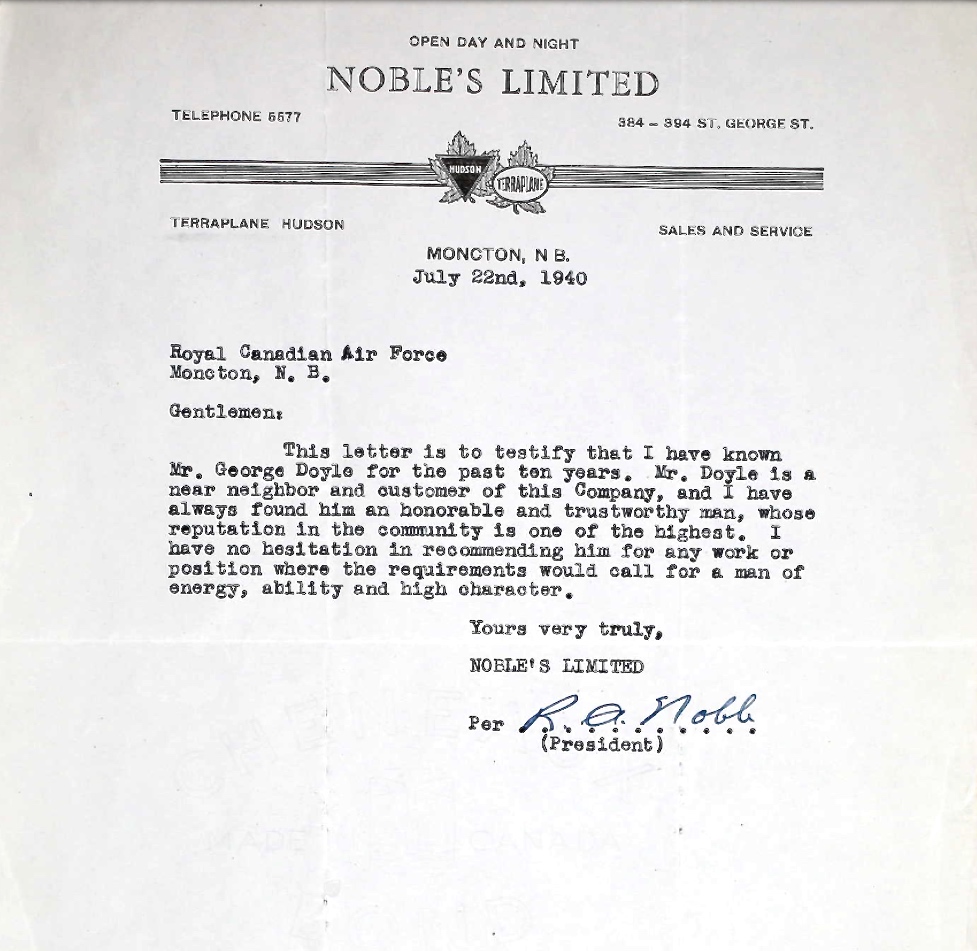 OPEN DAY AND NIGHT
NOBLE'S LIMITED
TELEPHONE 6677
384 – 394 ST. GEORGE ST.
HUDSON
TERRAPLANE
TERRAPLANE HUDSON
SALES AND SERVICE
MONCTON, N B.
July 22nd, 1940
Royal Canadian Air Force
Moncton, N. B.
Gentlemen:
This letter is to testify that I have known
Mr. George Doyle for the past ten years. Mr. Doyle is a
near neighbor and customer of this Company, and I have
always found him an honorable and trustworthy man, whose
reputation in the community is one of the highest. I
have no hesitation in recommending him for any work or
position where the requirements would call for a man of
energy, ability and high character.
Yours very truly,
NOBLE'S LIMITED
Per R. A. Noble
(President)
MADE CANADA